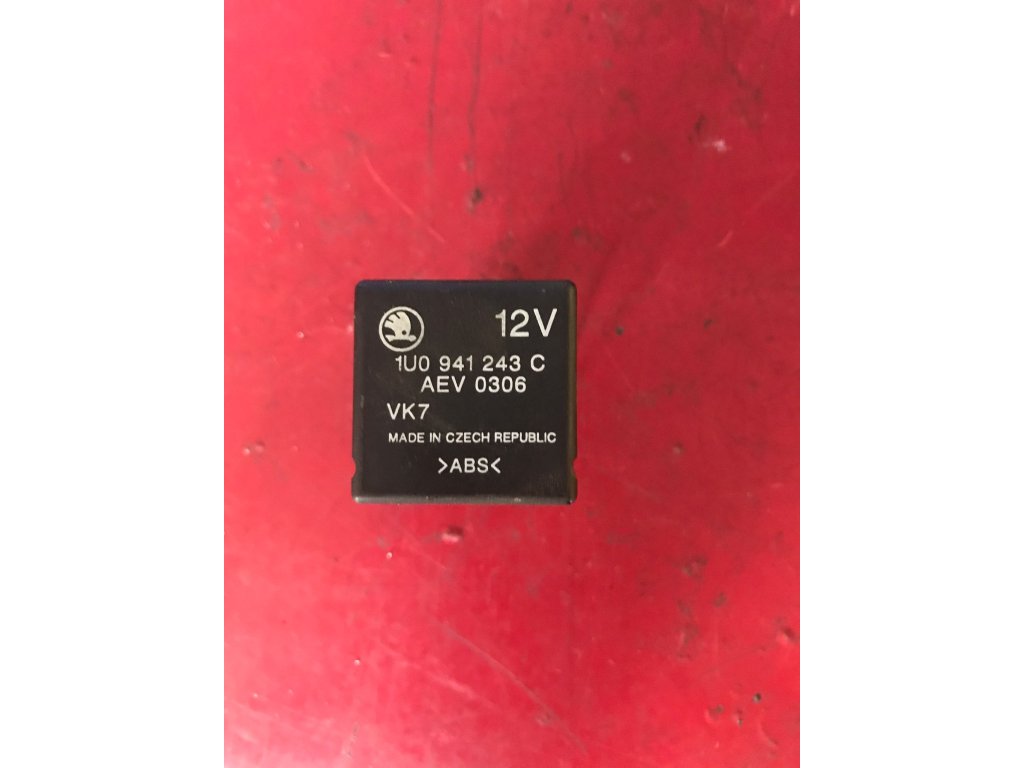 12V
1U0 941 243 C
AEV 0306
VK7
MADE IN CZECH REPUBLIC
>ABS<